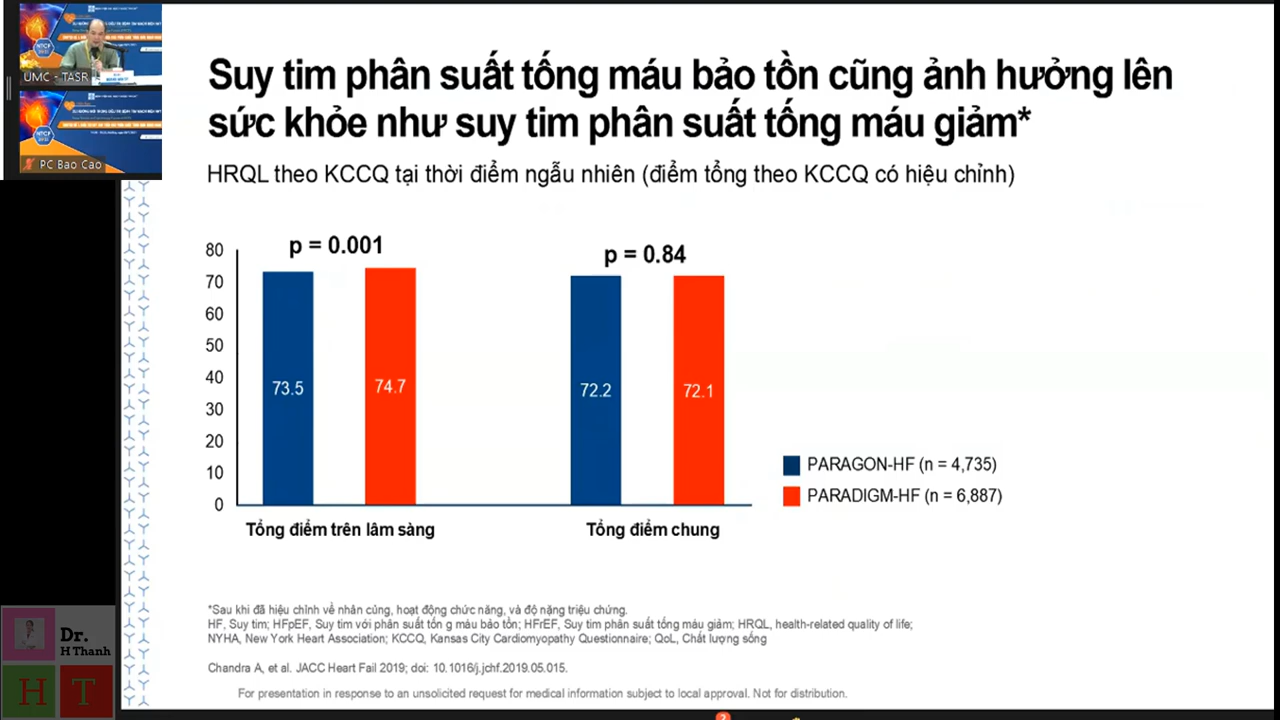 UMC - TASR
PC Bao Cao
Suy tim phân suất tống máu bảo tồn cũng ảnh hưởng lên
sức khỏe như suy tim phân suất tống máu giảm*
HRQL theo KCCQ tại thời điểm ngẫu nhiên (điểm tổng theo KCCQ có hiệu chỉnh)
80
70
60
50
40
30
20
10
0
p = 0.001
p = 0.84
73.5
74.7
72.2
72.1
Tổng điểm trên lâm sàng
Tổng điểm chung
PARAGON-HF (n = 4,735)
PARADIGM-HF (n = 6,887)
*Sau khi đã hiệu chỉnh về nhân củng, hoạt động chức năng, và độ nặng triệu chứng.
HF, Suy tim; HFpEF, Suy tim với phân suất tốn g máu bảo tồn; HFrEF, Suy tim phân suất tống máu giảm; HRQL, health-related quality of life;
NYHA, New York Heart Association; KCCQ, Kansas City Cardiomyopathy Questionnaire; QoL, Chất lượng sống
Chandra A, et al. JACC Heart Fail 2019; doi: 10.1016/j.jchf.2019.05.015.
For presentation in response to an unsolicited request for medical information subject to local approval. Not for distribution.
Dr.
H Thanh
H T